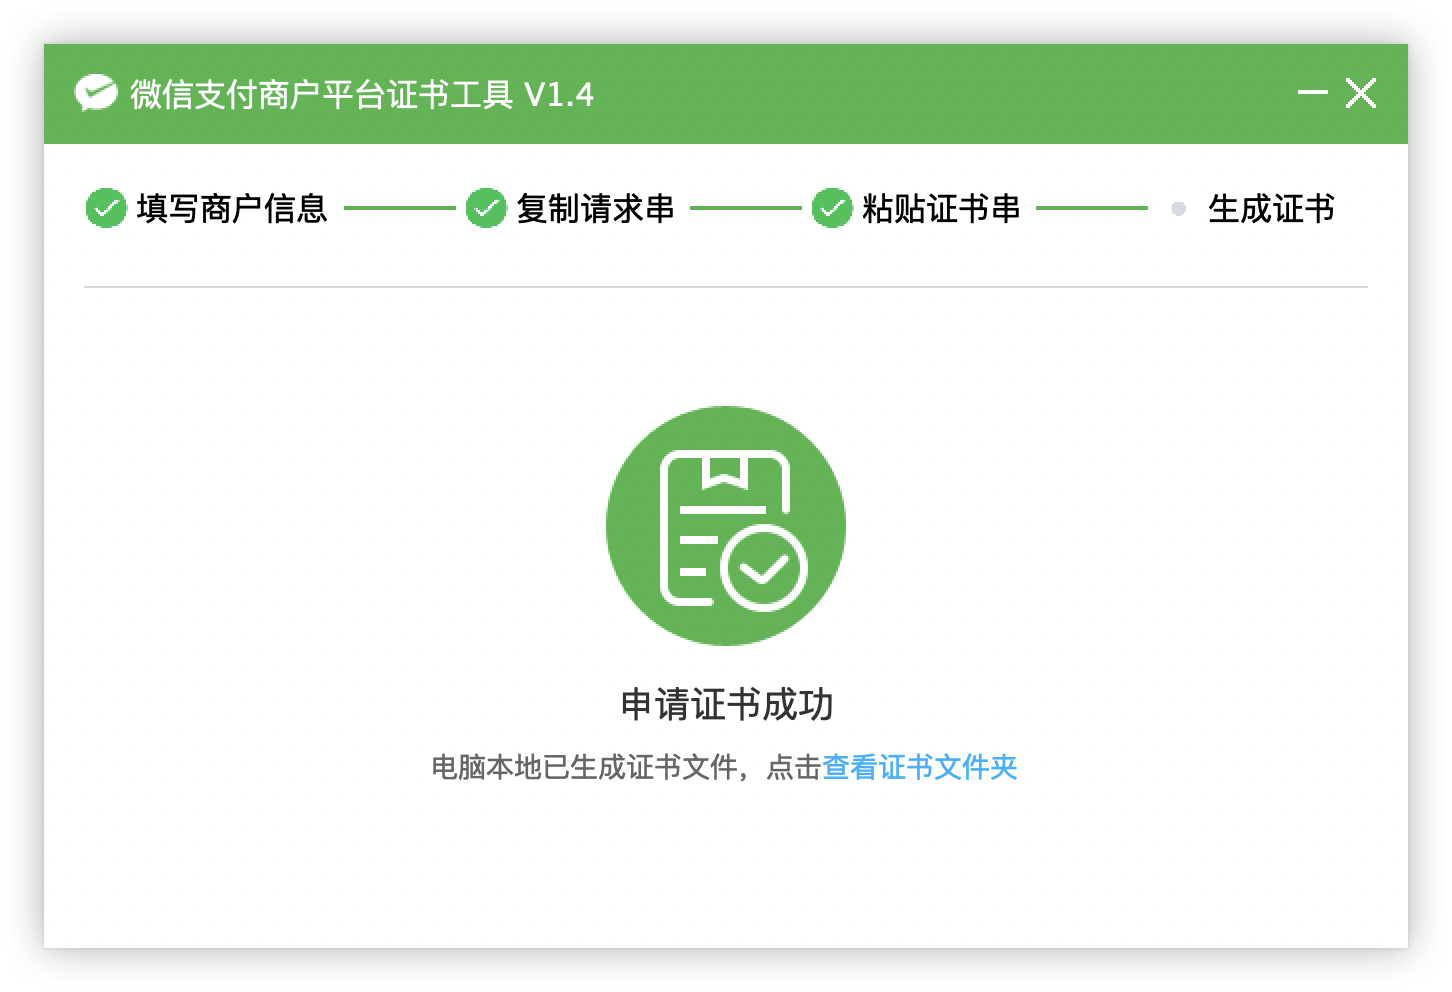 微信支付商户平台证书工具 V1.4
填写商户信息 复制请求串 粘贴证书串 生成证书
申请证书成功
电脑本地已生成证书文件，点击查看证书文件夹